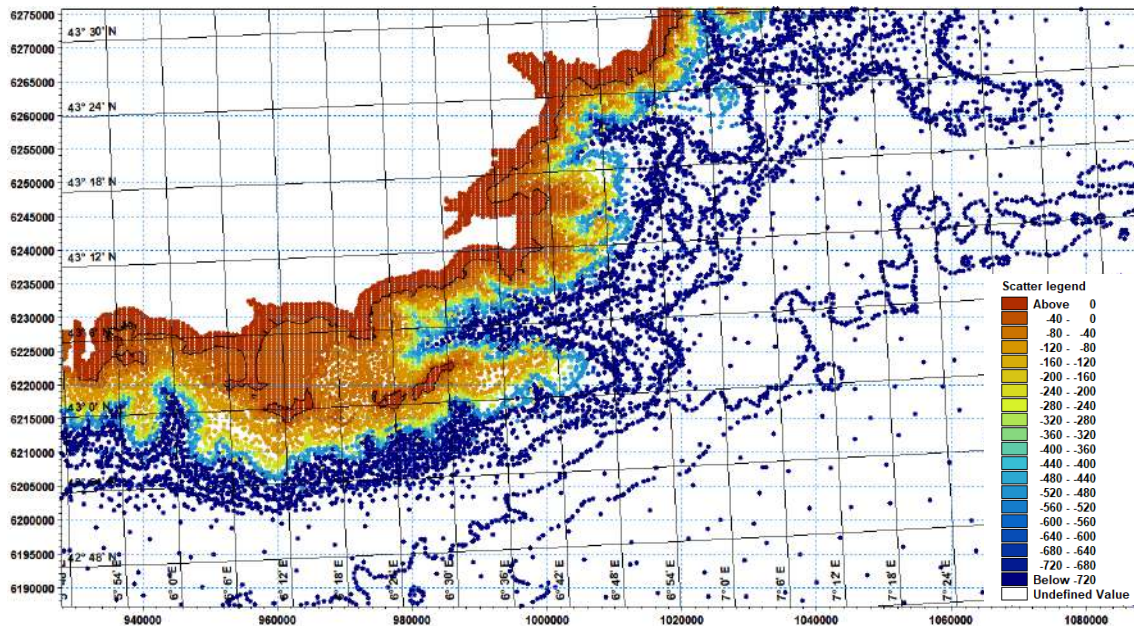 6275000
6270000
6265000
6260000
6255000
6250000
6245000
6240000
6235000
6230000
6225000
6220000
6215000
6210000
6205000
6200000
6195000
6190000
43° 30' N
43° 24' N
43° 18' N
43° 12' N
43° 0' N
42° 48' N
6° 0' E
6° 6' E
6° 12' E
6° 18' E
6° 24' E
6° 30' E
6° 36' E
6° 42' E
6° 48' E
6° 54' E
7° 0' E
7° 6' E
7° 12' E
7° 18' E
7° 24' E
940000
960000
980000
1000000
1020000
1040000
1060000
1080000
Scatter legend
Above 0
-40 - 0
-80 - -40
-120 - -80
-160 - -120
-200 - -160
-240 - -200
-280 - -240
-320 - -280
-360 - -320
-400 - -360
-440 - -400
-480 - -440
-520 - -480
-560 - -520
-600 - -560
-640 - -600
-680 - -640
-720 - -680
Below -720
Undefined Value